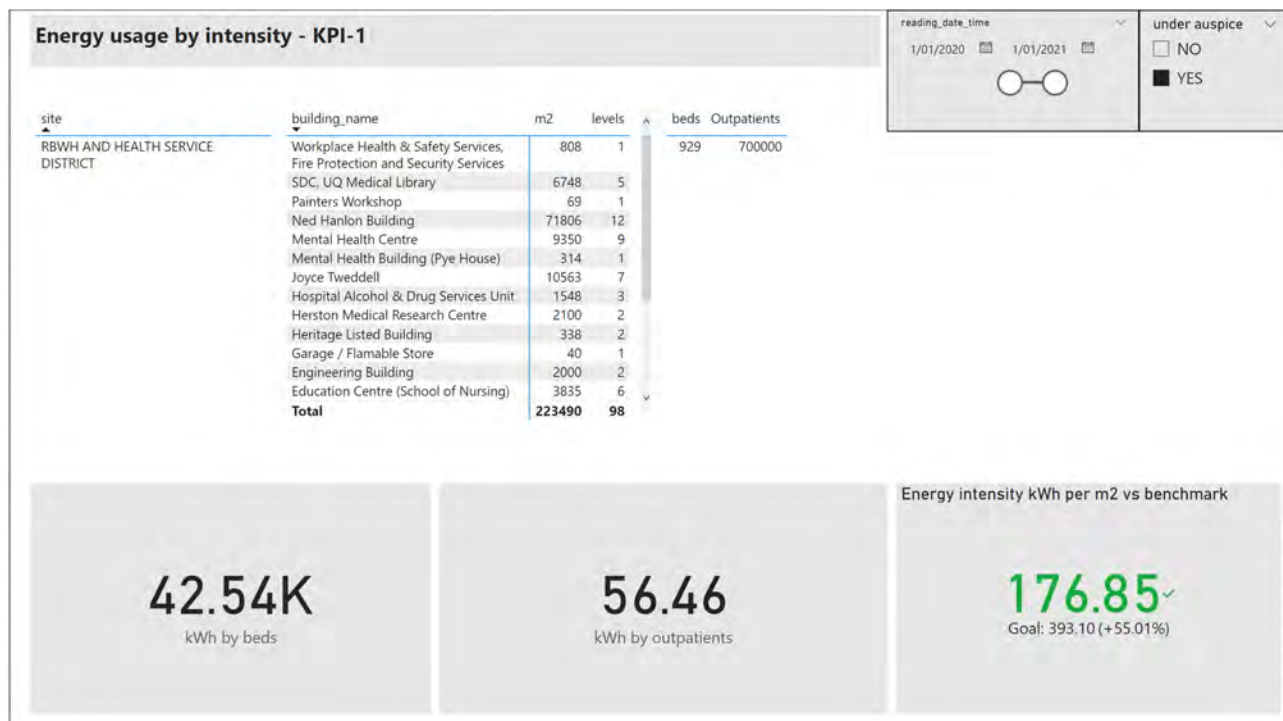 Energy usage by intensity - KPI-1
reading_date_time
1/01/2020 1/01/2021
under auspice
NO
YES
site
RBWH AND HEALTH SERVICE
DISTRICT
building_name m2 levels
Workplace Health & Safety Services, 808 1
Fire Protection and Security Services
SDC, UQ Medical Library 6748 5
Painters Workshop 69 1
Ned Hanlon Building 71806 12
Mental Health Centre 9350 9
Mental Health Building (Pye House) 314 1
Joyce Tweddell 10563 7
Hospital Alcohol & Drug Services Unit 1548 3
Herston Medical Research Centre 2100 2
Heritage Listed Building 338 2
Garage / Flamable Store 40 1
Engineering Building 2000 2
Education Centre (School of Nursing) 3835 6
Total 223490 98
beds Outpatients
929 700000
42.54K
kWh by beds
56.46
kWh by outpatients
Energy intensity kWh per m2 vs benchmark
176.85
Goal: 393.10 (+55.01%)